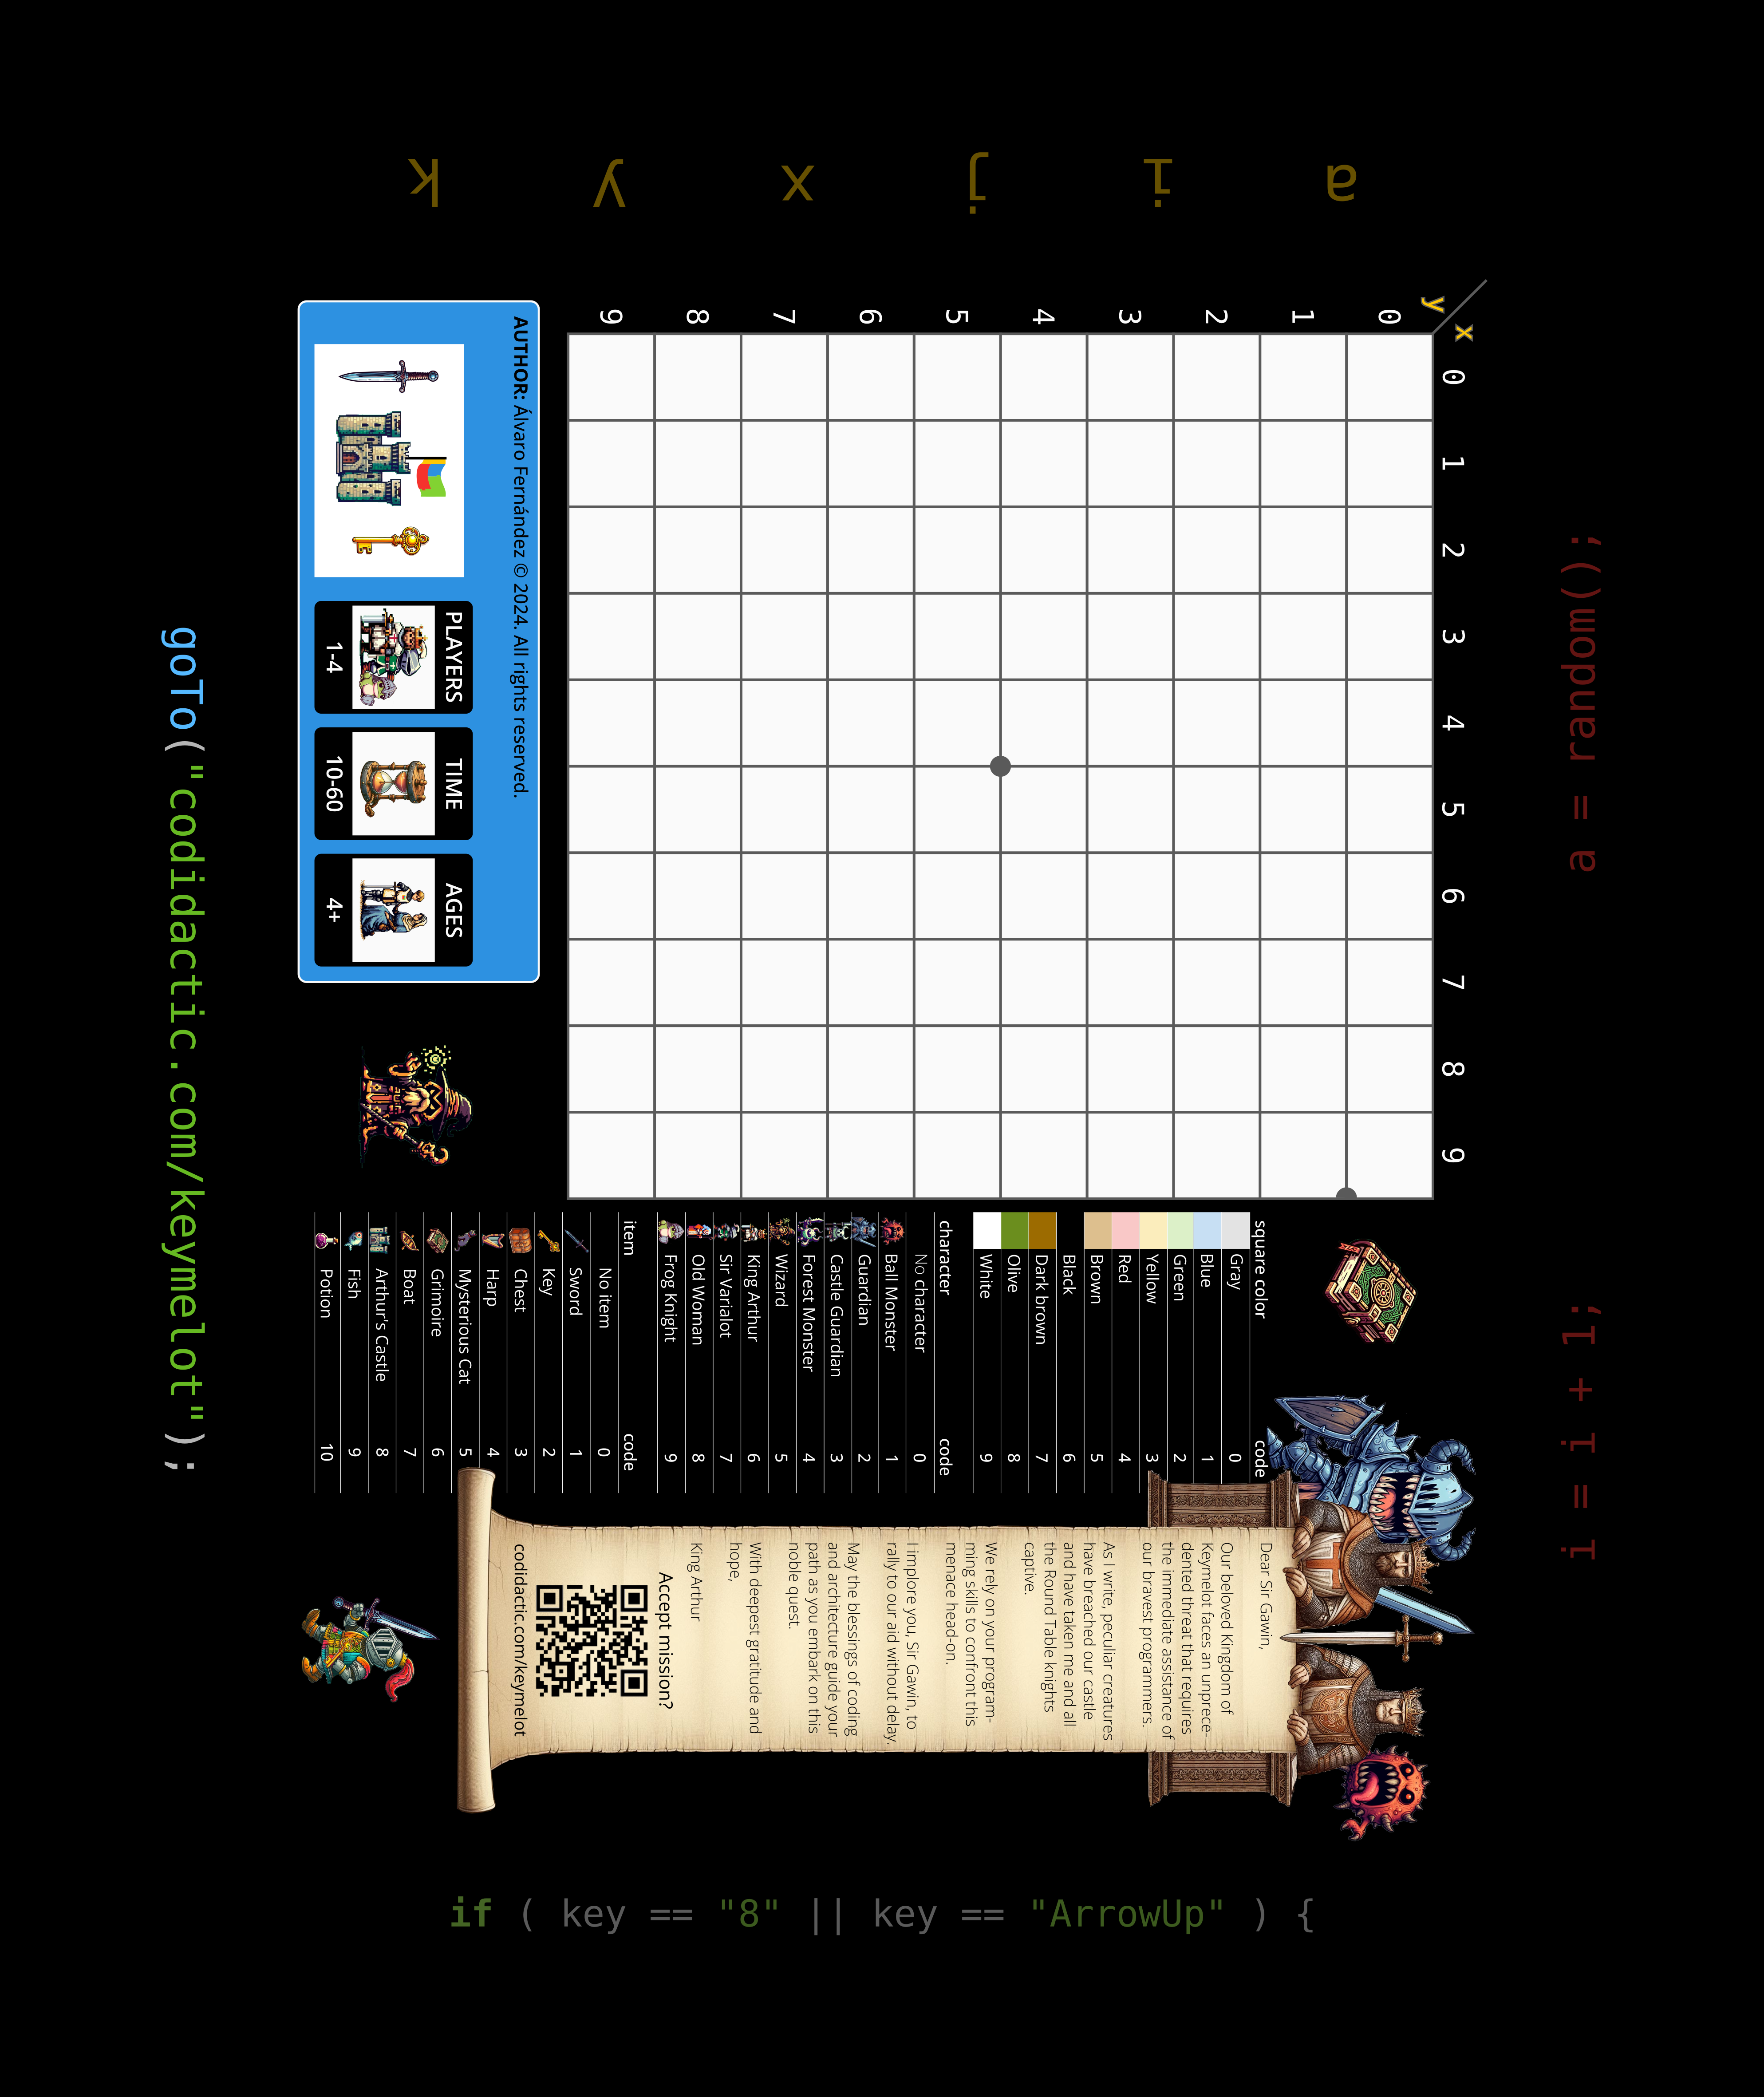 k y x j i a
a = random();
i = i + 1;
x
y
0 1 2 3 4 5 6 7 8 9
0
1
2
3
4
5
6
7
8
9
AUTHOR: Álvaro Fernández © 2024. All rights reserved.
PLAYERS
1-4
TIME
10-60
AGES
4+
square color code
Gray 0
Blue 1
Green 2
Yellow 3
Red 4
Brown 5
Black 6
Dark brown 7
Olive 8
White 9
character code
No character 0
Ball Monster 1
Guardian 2
Castle Guardian 3
Forest Monster 4
Wizard 5
King Arthur 6
Sir Varialot 7
Old Woman 8
Frog Knight 9
item code
No item 0
Sword 1
Key 2
Chest 3
Harp 4
Mysterious Cat 5
Grimoire 6
Boat 7
Arthur's Castle 8
Fish 9
Potion 10
Dear Sir Gawin,
Our beloved Kingdom of
Keymelot faces an unprece-
dented threat that requires
the immediate assistance of
our bravest programmers.
As I write, peculiar creatures
have breached our castle
and have taken me and all
the Round Table knights
captive.
We rely on your program-
ming skills to confront this
menace head-on.
I implore you, Sir Gawin, to
rally to our aid without delay.
May the blessings of coding
and architecture guide your
path as you embark on this
noble quest.
With deepest gratitude and
hope,
King Arthur
Accept mission?
codidactic.com/keymelot
goTo("codidactic.com/keymelot");
if ( key == "8" || key == "ArrowUp" ) {